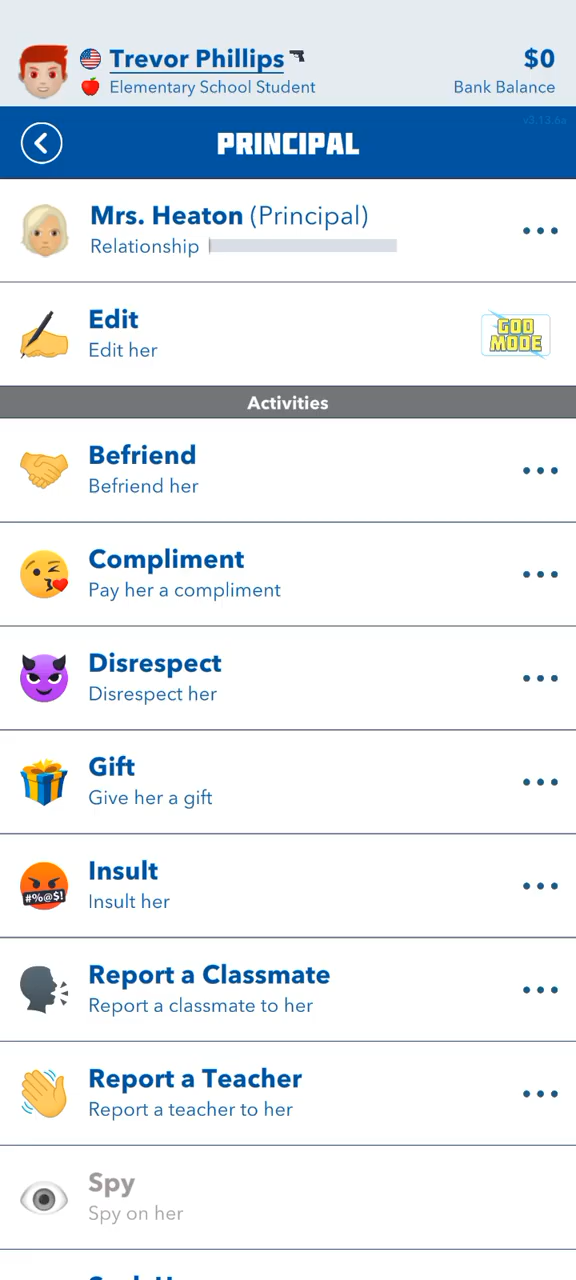 Trevor Phillips
$0
Elementary School Student
Bank Balance
v3.13.6a
PRINCIPAL
Mrs. Heaton (Principal)
Relationship
Edit
Edit her
GOD
MODE
Activities
Befriend
Befriend her
Compliment
Pay her a compliment
Disrespect
Disrespect her
Gift
Give her a gift
#%@$!
Insult
Insult her
Report a Classmate
Report a classmate to her
Report a Teacher
Report a teacher to her
Spy
Spy on her